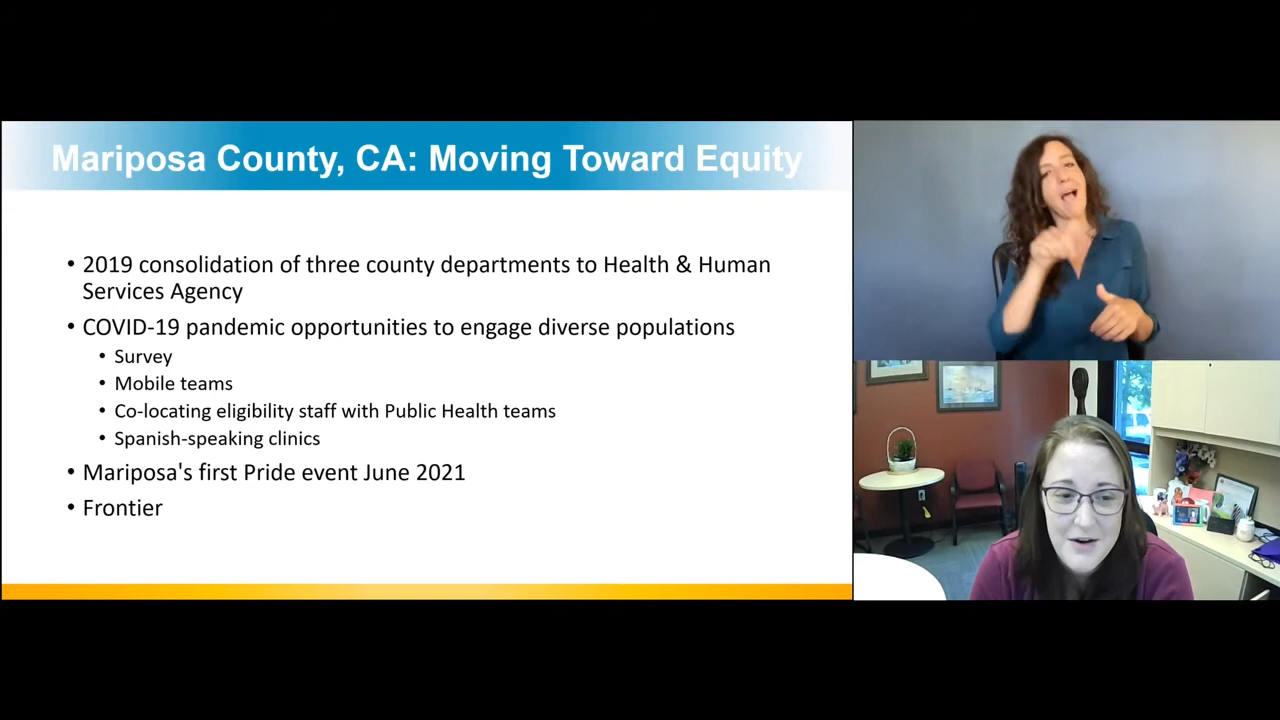 Mariposa County, CA: Moving Toward Equity
• 2019 consolidation of three county departments to Health & Human
Services Agency
• COVID-19 pandemic opportunities to engage diverse populations
• Survey
• Mobile teams
• Co-locating eligibility staff with Public Health teams
• Spanish-speaking clinics
• Mariposa's first Pride event June 2021
• Frontier